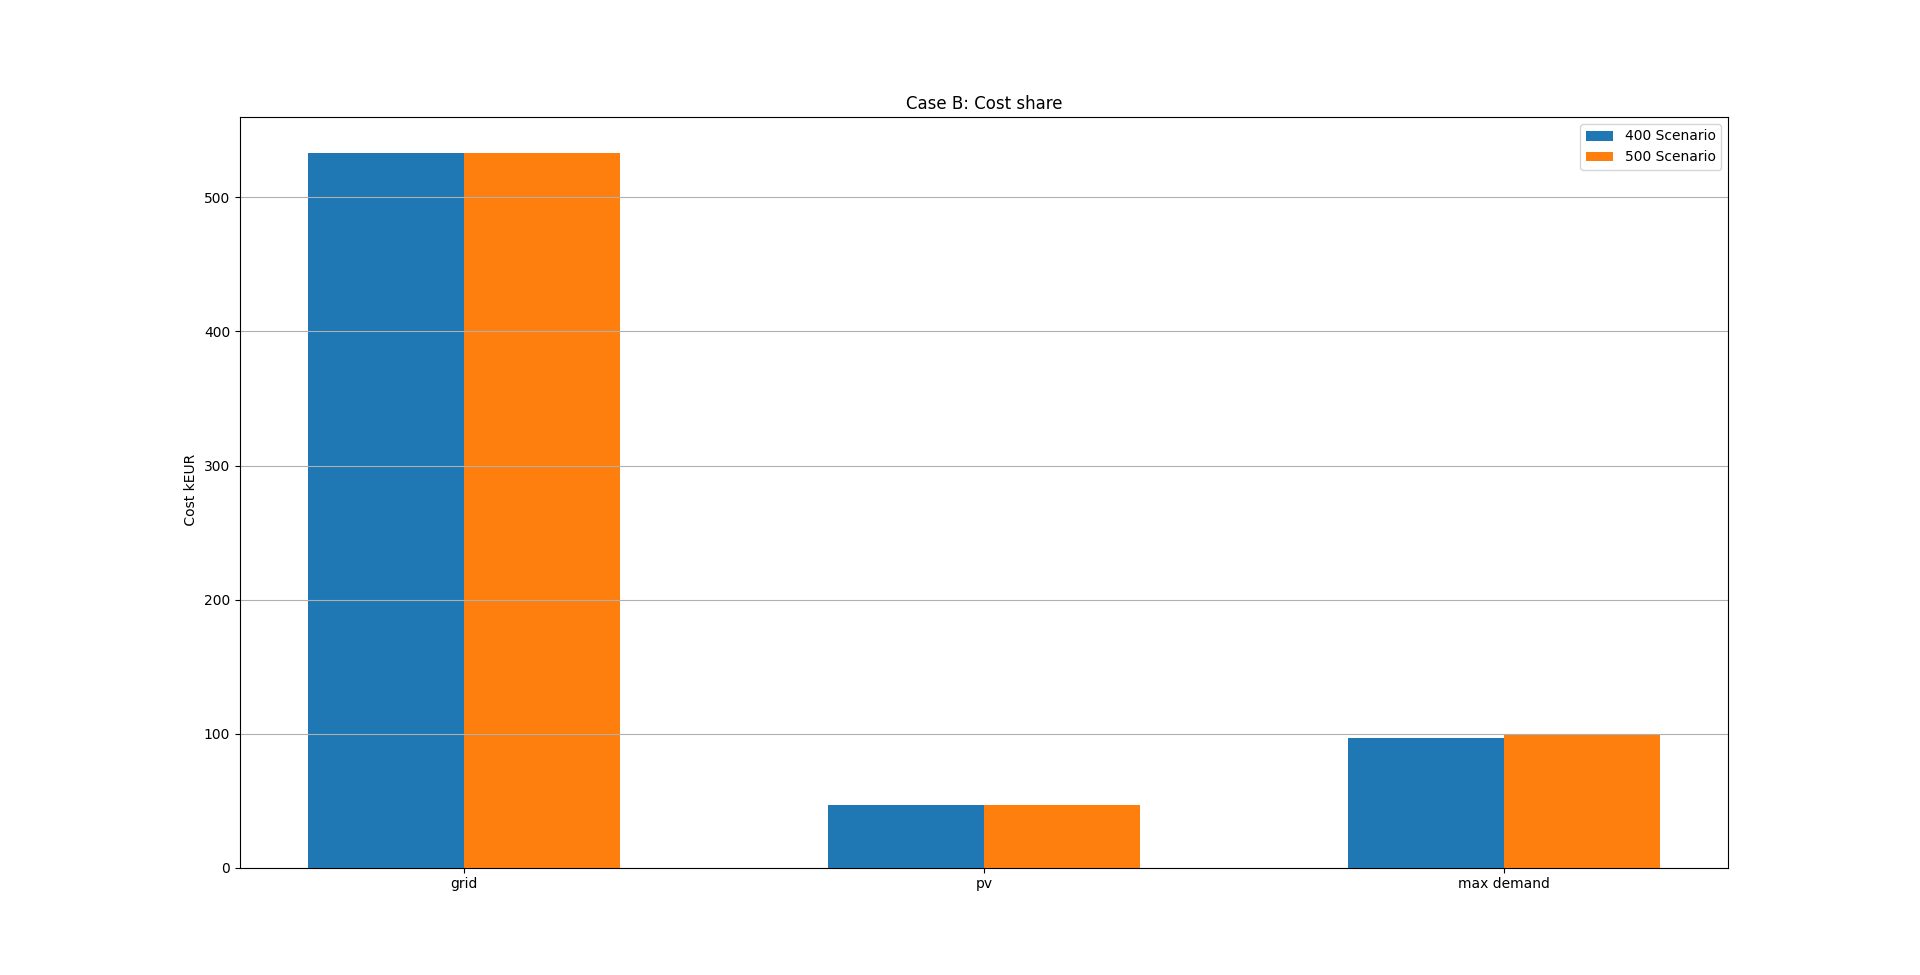 Case B: Cost share
400 Scenario
500 Scenario
Cost kEUR
500
400
300
200
100
0
grid
pv
max demand